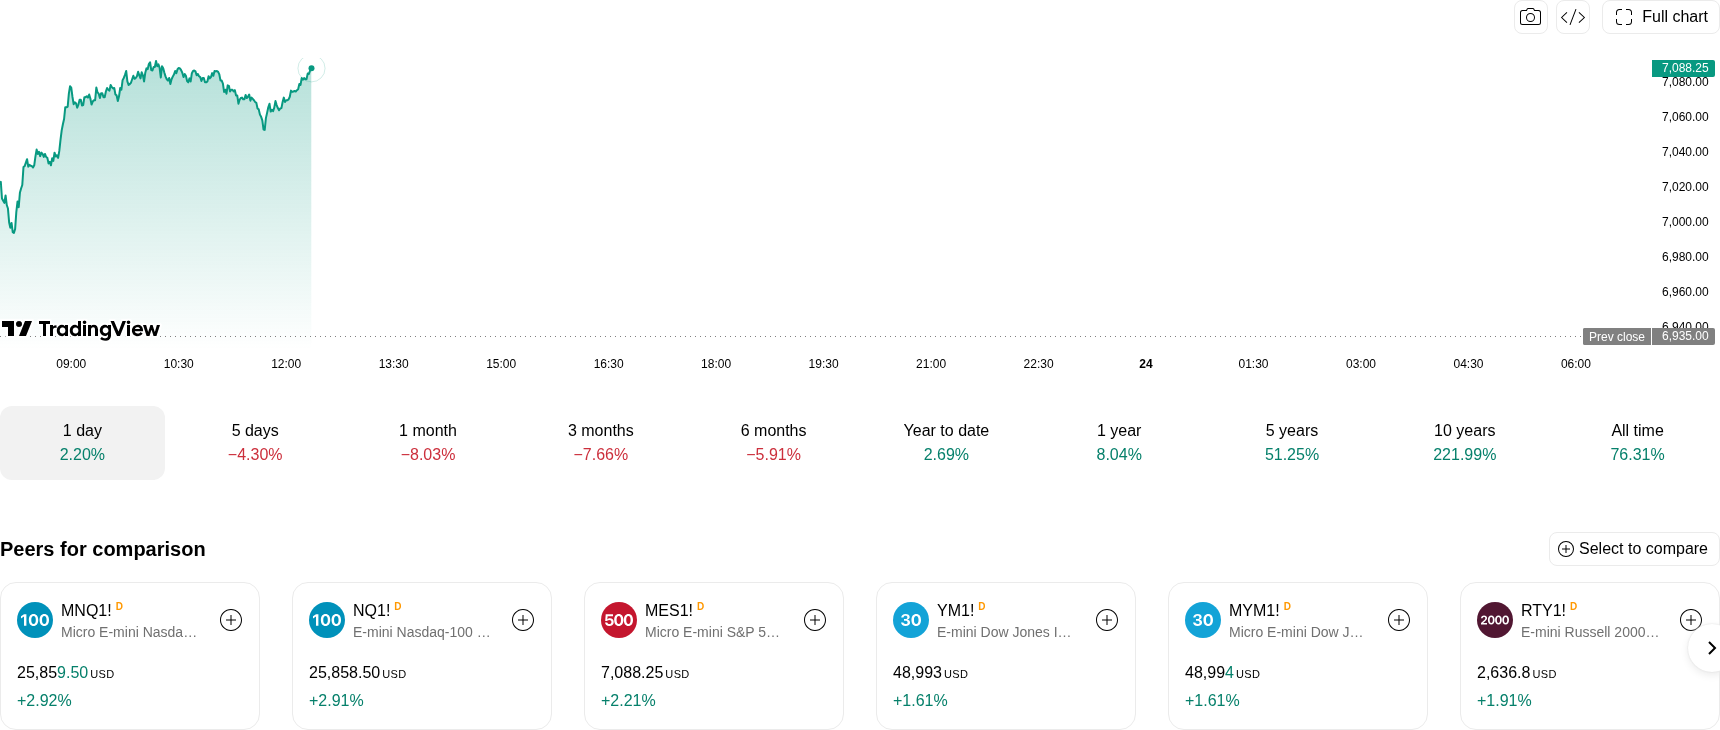 Full chart
7,088.25
7,080.00
7,060.00
7,040.00
7,020.00
7,000.00
6,980.00
6,960.00
6,940.00
TradingView
Prev close 6,935.00
09:00 10:30 12:00 13:30 15:00 16:30 18:00 19:30 21:00 22:30 24 01:30 03:00 04:30 06:00
1 day 5 days 1 month 3 months 6 months Year to date 1 year 5 years 10 years All time
2.20% −4.30% −8.03% −7.66% −5.91% 2.69% 8.04% 51.25% 221.99% 76.31%
Peers for comparison
Select to compare
100 MNQ1! D
Micro E-mini Nasda…
25,859.50 USD
+2.92%
100 NQ1! D
E-mini Nasdaq-100 …
25,858.50 USD
+2.91%
500 MES1! D
Micro E-mini S&P 5…
7,088.25 USD
+2.21%
30 YM1! D
E-mini Dow Jones I…
48,993 USD
+1.61%
30 MYM1! D
Micro E-mini Dow J…
48,994 USD
+1.61%
2000 RTY1! D
E-mini Russell 2000…
2,636.8 USD
+1.91%